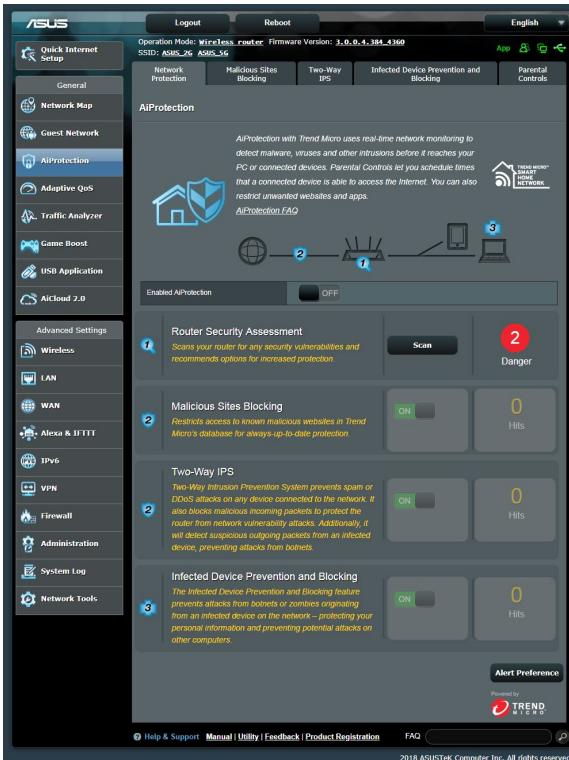 ASUS
Logout
Reboot
English
Quick Internet
Setup
Operation Mode: Wireless router Firmware Version: 3.0.0.4.384_4360
SSID: ASUS_2G ASUS_5G
App
General
Network Map
Guest Network
AiProtection
Adaptive QoS
Traffic Analyzer
Game Boost
USB Application
AiCloud 2.0
Advanced Settings
Wireless
LAN
WAN
Alexa & IFTTT
IPv6
VPN
Firewall
Administration
System Log
Network Tools
Network
Protection
Malicious Sites
Blocking
Two-Way
IPS
Infected Device Prevention and
Blocking
Parental
Controls
AiProtection
AiProtection with Trend Micro uses real-time network monitoring to
detect malware, viruses and other intrusions before it reaches your
PC or connected devices. Parental Controls let you schedule times
that a connected device is able to access the Internet. You can also
restrict unwanted websites and apps.
AiProtection FAQ
TREND MICRO™
SMART
HOME
NETWORK
2
1
3
Enabled AiProtection
OFF
1
Router Security Assessment
Scans your router for any security vulnerabilities and
recommends options for increased protection.
Scan
2
Danger
2
Malicious Sites Blocking
Restricts access to known malicious websites in Trend
Micro's database for always-up-to-date protection.
ON
0
Hits
2
Two-Way IPS
Two-Way Intrusion Prevention System prevents spam or
DDoS attacks on any device connected to the network. It
also blocks malicious incoming packets to protect the
router from network vulnerability attacks. Additionally, it
will detect suspicious outgoing packets from an infected
device, preventing attacks from botnets.
ON
0
Hits
3
Infected Device Prevention and Blocking
The Infected Device Prevention and Blocking feature
prevents attacks from botnets or zombies originating
from an infected device on the network – protecting your
personal information and preventing potential attacks on
other computers.
ON
0
Hits
Alert Preference
Powered by
TREND
MICRO
Help & Support
Manual | Utility | Feedback | Product Registration
FAQ
2018 ASUSTeK Computer Inc. All rights reserved